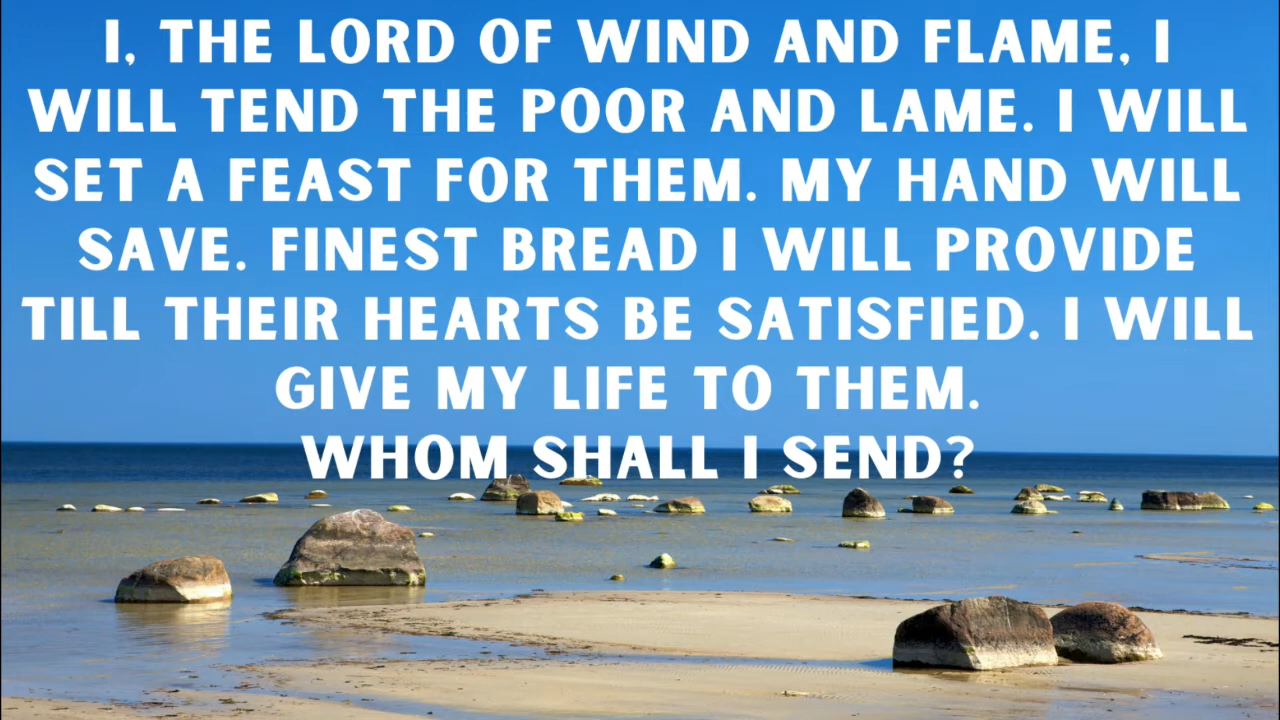 I, THE LORD OF WIND AND FLAME, I
WILL TEND THE POOR AND LAME. I WILL
SET A FEAST FOR THEM. MY HAND WILL
SAVE. FINEST BREAD I WILL PROVIDE
TILL THEIR HEARTS BE SATISFIED. I WILL
GIVE MY LIFE TO THEM.
WHOM SHALL I SEND?